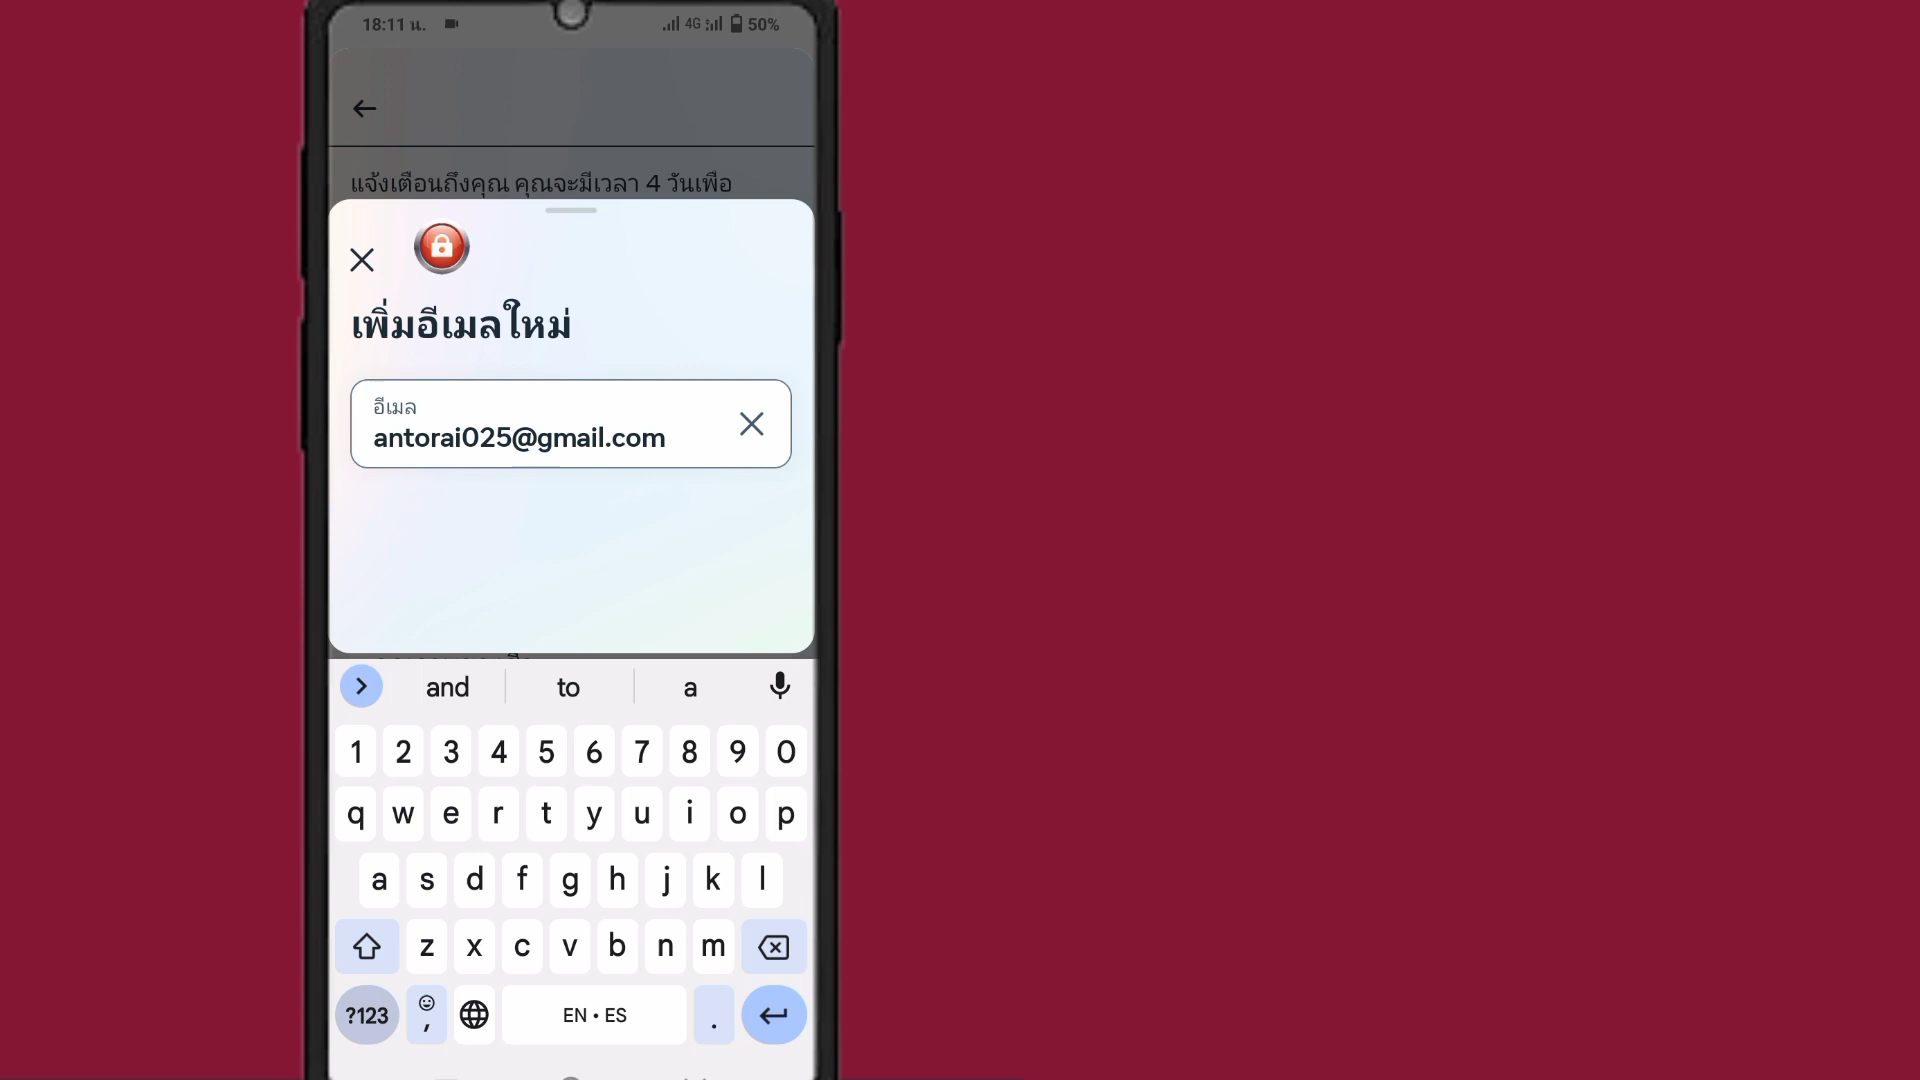 18:11 น. 4G 50%
แจ้งเตือนถึงคุณ คุณจะมีเวลา 4 วันเพื่อ
เพิ่มอีเมลใหม่
อีเมล
antorai025@gmail.com
and to a
1 2 3 4 5 6 7 8 9 0
q w e r t y u i o p
a s d f g h j k l
z x c v b n m
?123 , EN • ES .